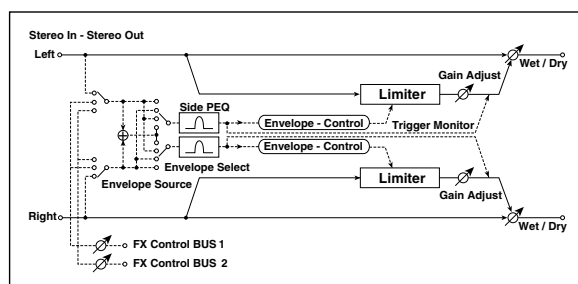 Stereo In - Stereo Out
Left
Wet / Dry
Limiter
Gain Adjust
Side PEQ
Envelope - Control
Trigger Monitor
Envelope - Control
Envelope Select
Envelope Source
Limiter
Gain Adjust
Right
Wet / Dry
FX Control BUS 1
FX Control BUS 2